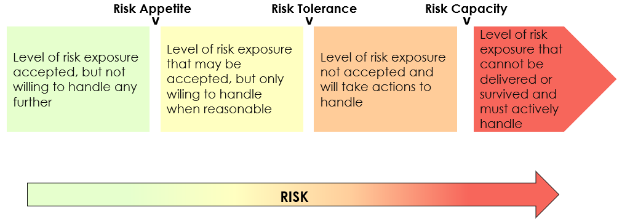 Risk Appetite
Risk Tolerance
Risk Capacity
Level of risk exposure
accepted, but not
willing to handle any
further
Level of risk exposure
that may be
accepted, but only
wiling to handle
when reasonable
Level of risk exposure
not accepted and
will take actions to
handle
Level of risk
exposure that
cannot be
delivered or
survived and
must actively
handle
RISK